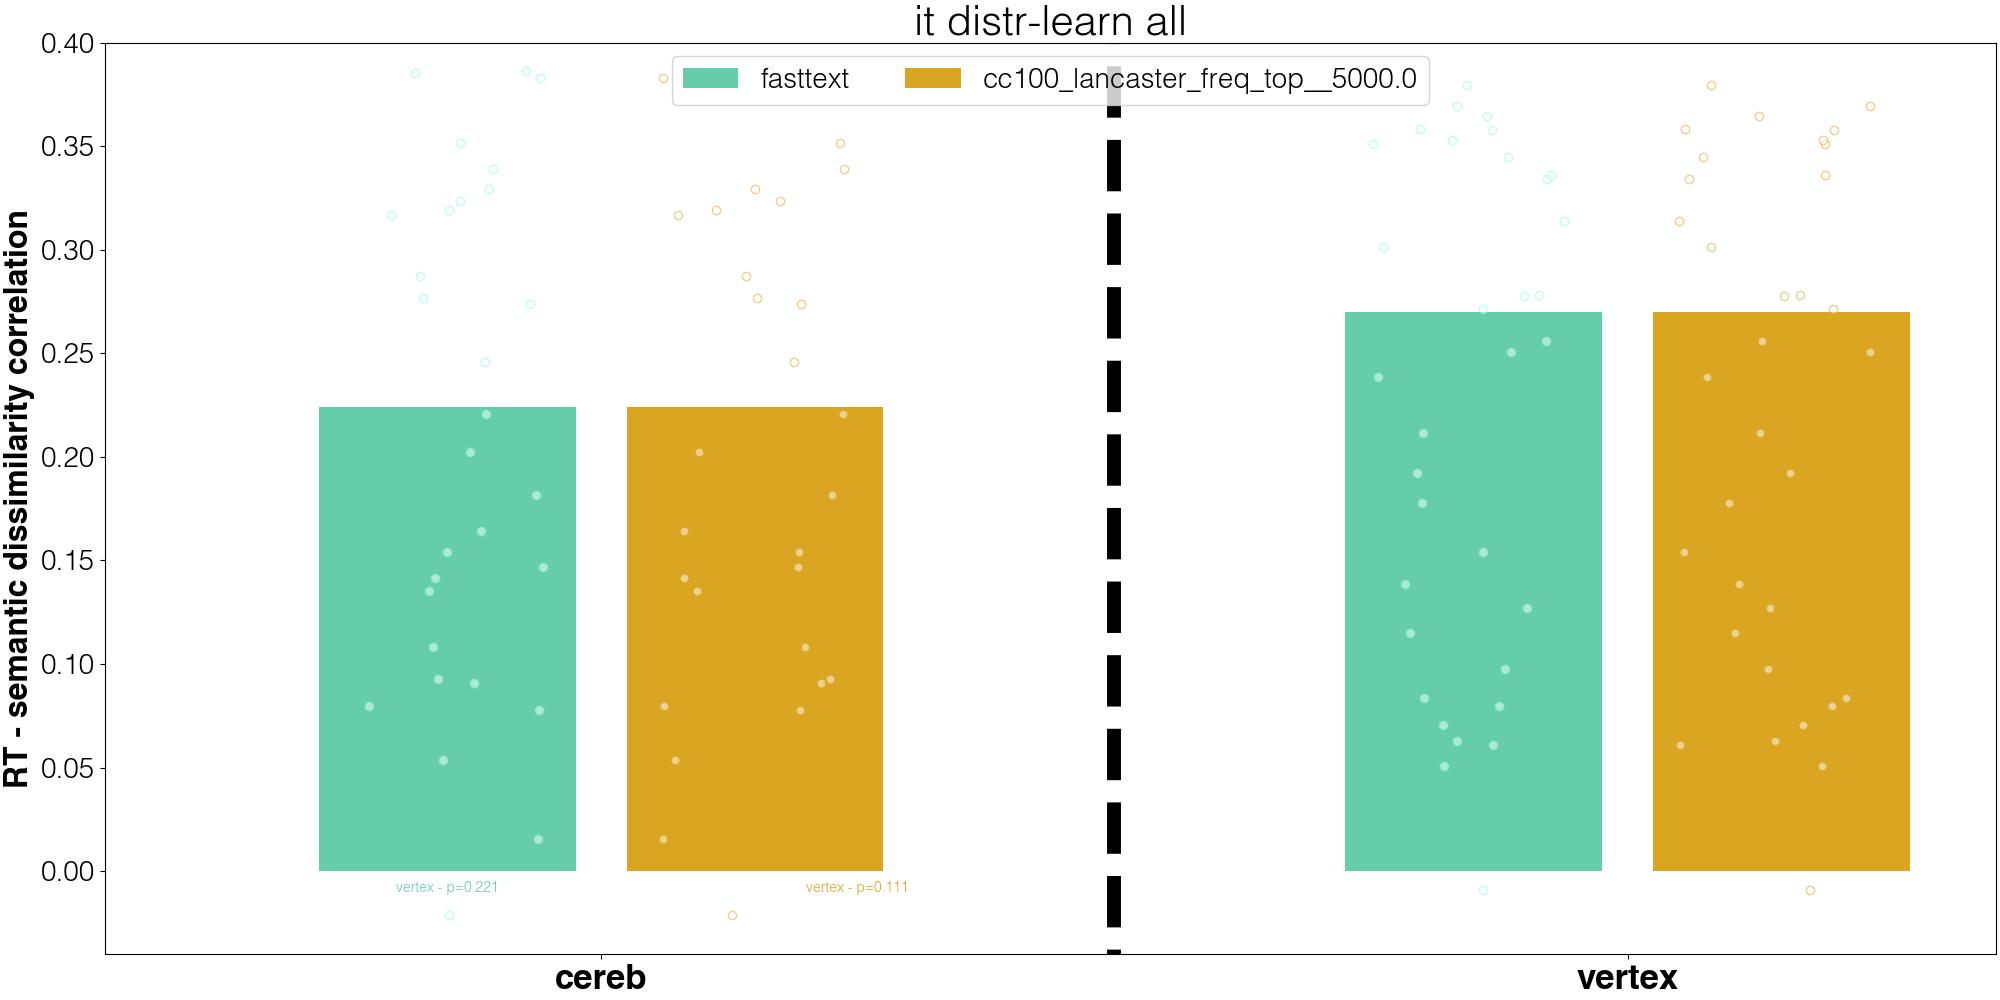 it distr-learn all
fasttext
cc100_lancaster_freq_top__5000.0
RT - semantic dissimilarity correlation
0.40
0.35
0.30
0.25
0.20
0.15
0.10
0.05
0.00
vertex - p=0.221
vertex - p=0.111
cereb
vertex